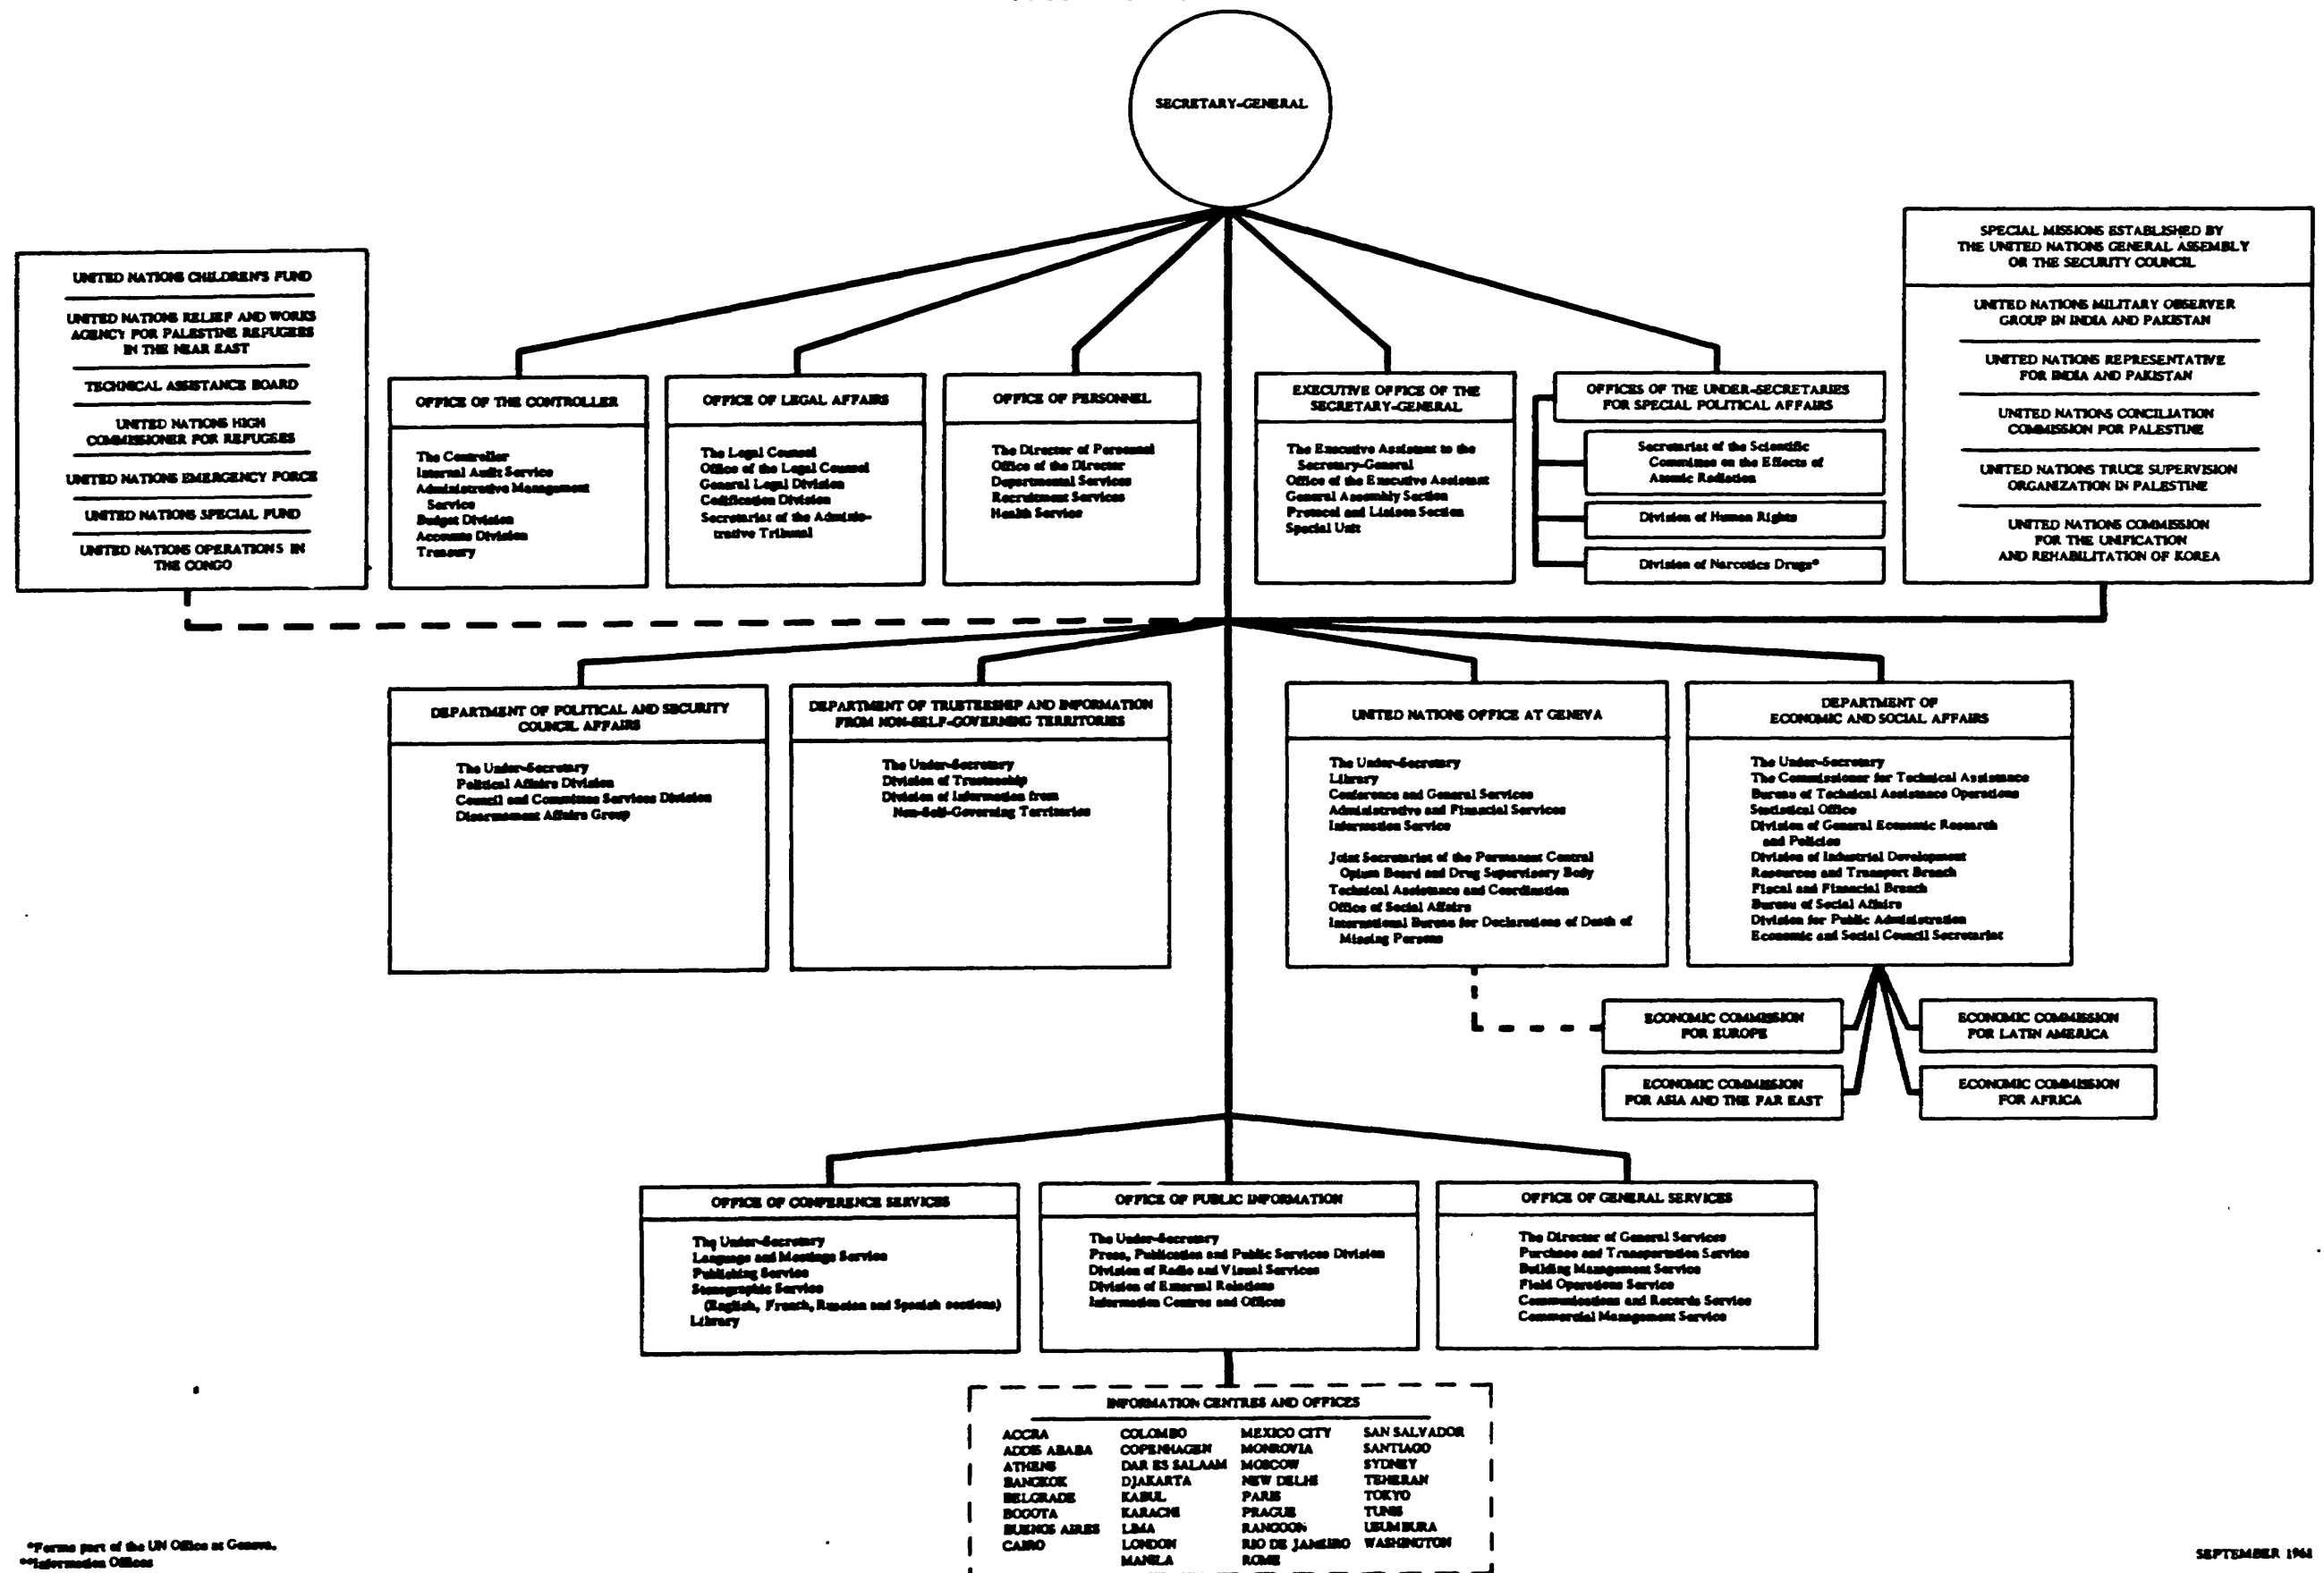 SECRETARY-GENERAL
UNITED NATIONS CHILDREN'S FUND
UNITED NATIONS RELIEF AND WORKS
AGENCY FOR PALESTINE REFUGEES
IN THE NEAR EAST
TECHNICAL ASSISTANCE BOARD
UNITED NATIONS HIGH
COMMISSIONER FOR REFUGEES
UNITED NATIONS EMERGENCY FORCE
UNITED NATIONS SPECIAL FUND
UNITED NATIONS OPERATIONS IN
THE CONGO
OFFICE OF THE CONTROLLER
The Controller
Internal Audit Service
Administrative Management
Service
Budget Division
Accounts Division
Treasury
OFFICE OF LEGAL AFFAIRS
The Legal Counsel
Office of the Legal Counsel
General Legal Division
Codification Division
Secretariat of the Adminis-
trative Tribunal
OFFICE OF PERSONNEL
The Director of Personnel
Office of the Director
Departmental Services
Recruitment Services
Health Service
EXECUTIVE OFFICE OF THE
SECRETARY-GENERAL
The Executive Assistant to the
Secretary-General
Office of the Executive Assistant
General Assembly Section
Protocol and Liaison Section
Special Unit
OFFICES OF THE UNDER-SECRETARIES
FOR SPECIAL POLITICAL AFFAIRS
Secretariat of the Scientific
Committee on the Effects of
Atomic Radiation
Division of Human Rights
Division of Narcotics Drugs*
SPECIAL MISSIONS ESTABLISHED BY
THE UNITED NATIONS GENERAL ASSEMBLY
OR THE SECURITY COUNCIL
UNITED NATIONS MILITARY OBSERVER
GROUP IN INDIA AND PAKISTAN
UNITED NATIONS REPRESENTATIVE
FOR INDIA AND PAKISTAN
UNITED NATIONS CONCILIATION
COMMISSION FOR PALESTINE
UNITED NATIONS TRUCE SUPERVISION
ORGANIZATION IN PALESTINE
UNITED NATIONS COMMISSION
FOR THE UNIFICATION
AND REHABILITATION OF KOREA
DEPARTMENT OF POLITICAL AND SECURITY
COUNCIL AFFAIRS
The Under-Secretary
Political Affairs Division
Council and Committee Services Division
Disarmament Affairs Group
DEPARTMENT OF TRUSTEESHIP AND INFORMATION
FROM NON-SELF-GOVERNING TERRITORIES
The Under-Secretary
Division of Trusteeship
Division of Information from
Non-Self-Governing Territories
UNITED NATIONS OFFICE AT GENEVA
The Under-Secretary
Library
Conference and General Services
Administrative and Financial Services
Information Service
Joint Secretariat of the Permanent Central
Opium Board and Drug Supervisory Body
Technical Assistance and Coordination
Office of Social Affairs
International Bureau for Declarations of Death of
Missing Persons
DEPARTMENT OF
ECONOMIC AND SOCIAL AFFAIRS
The Under-Secretary
The Commissioner for Technical Assistance
Bureau of Technical Assistance Operations
Statistical Office
Division of General Economic Research
and Policies
Division of Industrial Development
Resources and Transport Branch
Fiscal and Financial Branch
Bureau of Social Affairs
Division for Public Administration
Economic and Social Council Secretariat
ECONOMIC COMMISSION
FOR EUROPE
ECONOMIC COMMISSION
FOR LATIN AMERICA
ECONOMIC COMMISSION
FOR ASIA AND THE FAR EAST
ECONOMIC COMMISSION
FOR AFRICA
OFFICE OF CONFERENCE SERVICES
The Under-Secretary
Language and Meetings Service
Publishing Service
Stenographic Service
(English, French, Russian and Spanish sections)
Library
OFFICE OF PUBLIC INFORMATION
The Under-Secretary
Press, Publication and Public Services Division
Division of Radio and Visual Services
Division of External Relations
Information Centres and Offices
OFFICE OF GENERAL SERVICES
The Director of General Services
Purchase and Transportation Service
Building Management Service
Field Operations Service
Communications and Records Service
Commercial Management Service
INFORMATION CENTRES AND OFFICES
ACCRA COLOMBO MEXICO CITY SAN SALVADOR
ADDIS ABABA COPENHAGEN MONROVIA SANTIAGO
ATHENS DAR ES SALAAM MOSCOW SYDNEY
BANGKOK DJAKARTA NEW DELHI TEHERAN
BELGRADE KABUL PARIS TOKYO
BOGOTA KARACHI PRAGUE TUNIS
BUENOS AIRES LIMA RANGOON USUMBURA
CAIRO LONDON RIO DE JANEIRO WASHINGTON
MANILA ROME
*Forms part of the UN Office at Geneva.
**Information Offices
SEPTEMBER 1961